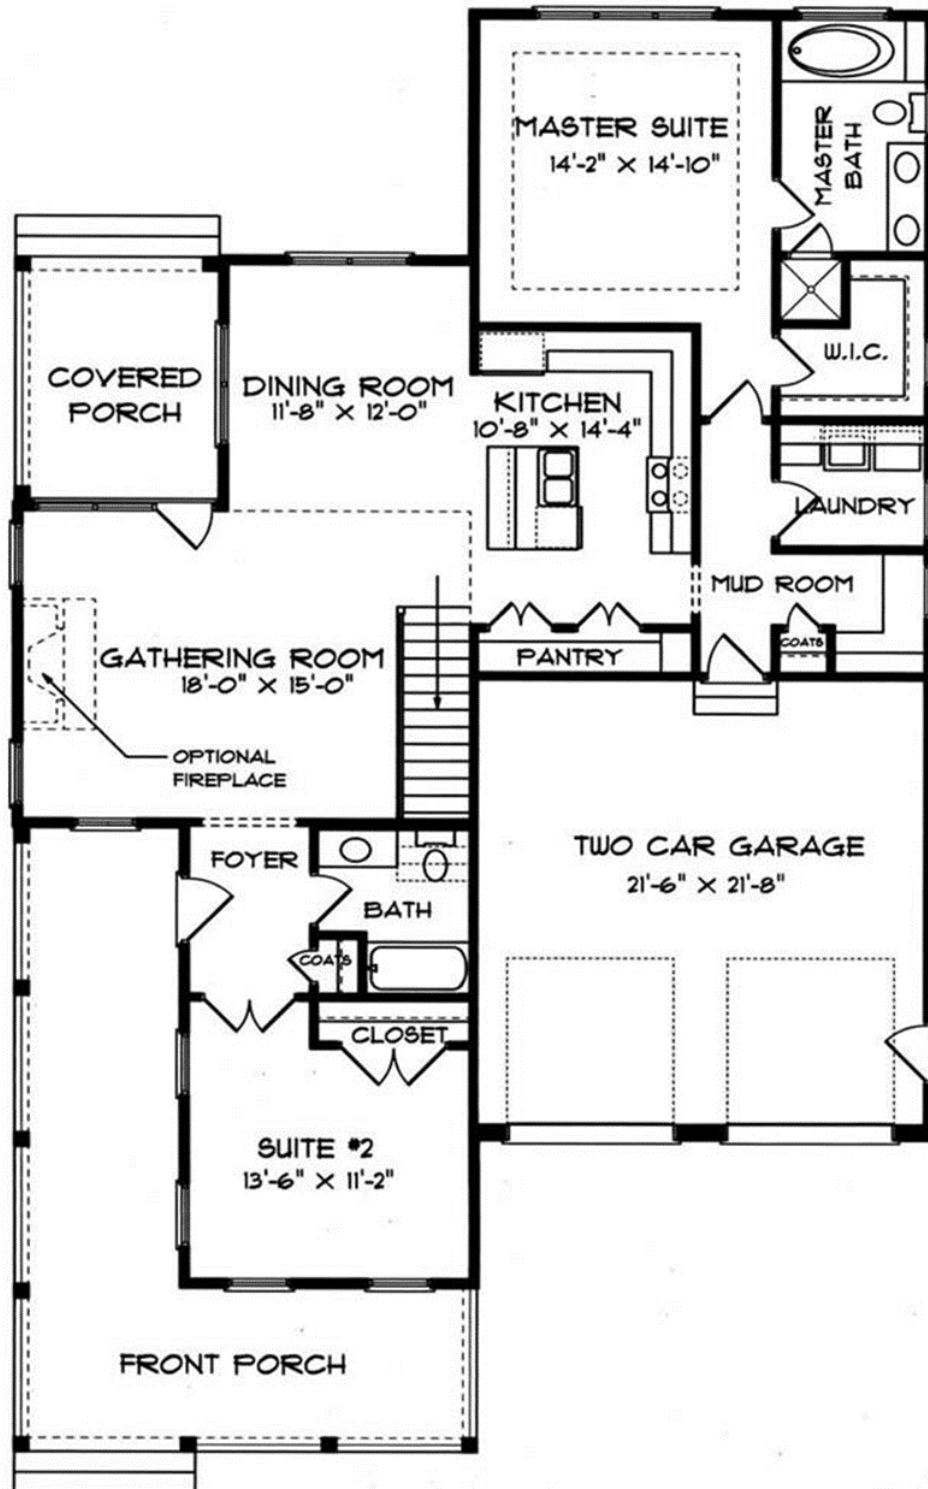 MASTER SUITE
14'-2" X 14'-10"
MASTER
BATH
COVERED
PORCH
DINING ROOM
11'-8" X 12'-0"
KITCHEN
10'-8" X 14'-4"
W.I.C.
LAUNDRY
MUD ROOM
COATS
PANTRY
GATHERING ROOM
18'-0" X 15'-0"
OPTIONAL
FIREPLACE
FOYER
BATH
COATS
CLOSET
TWO CAR GARAGE
21'-6" X 21'-8"
SUITE #2
13'-6" X 11'-2"
FRONT PORCH